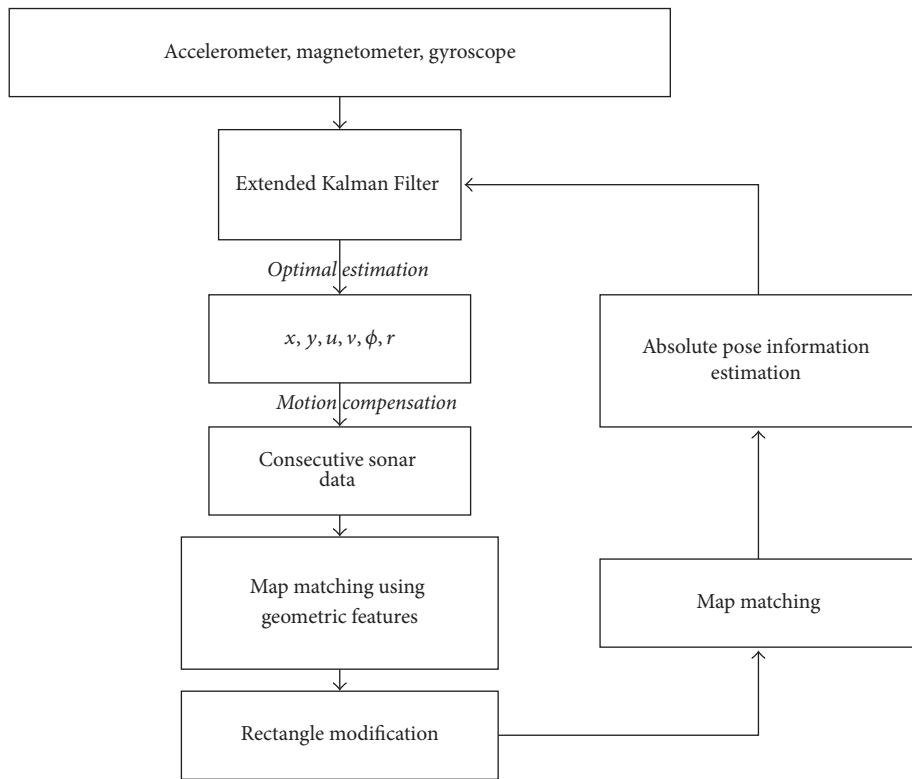 Accelerometer, magnetometer, gyroscope
Extended Kalman Filter
Optimal estimation
x, y, u, v, ϕ, r
Motion compensation
Consecutive sonar
data
Map matching using
geometric features
Rectangle modification
Absolute pose information
estimation
Map matching